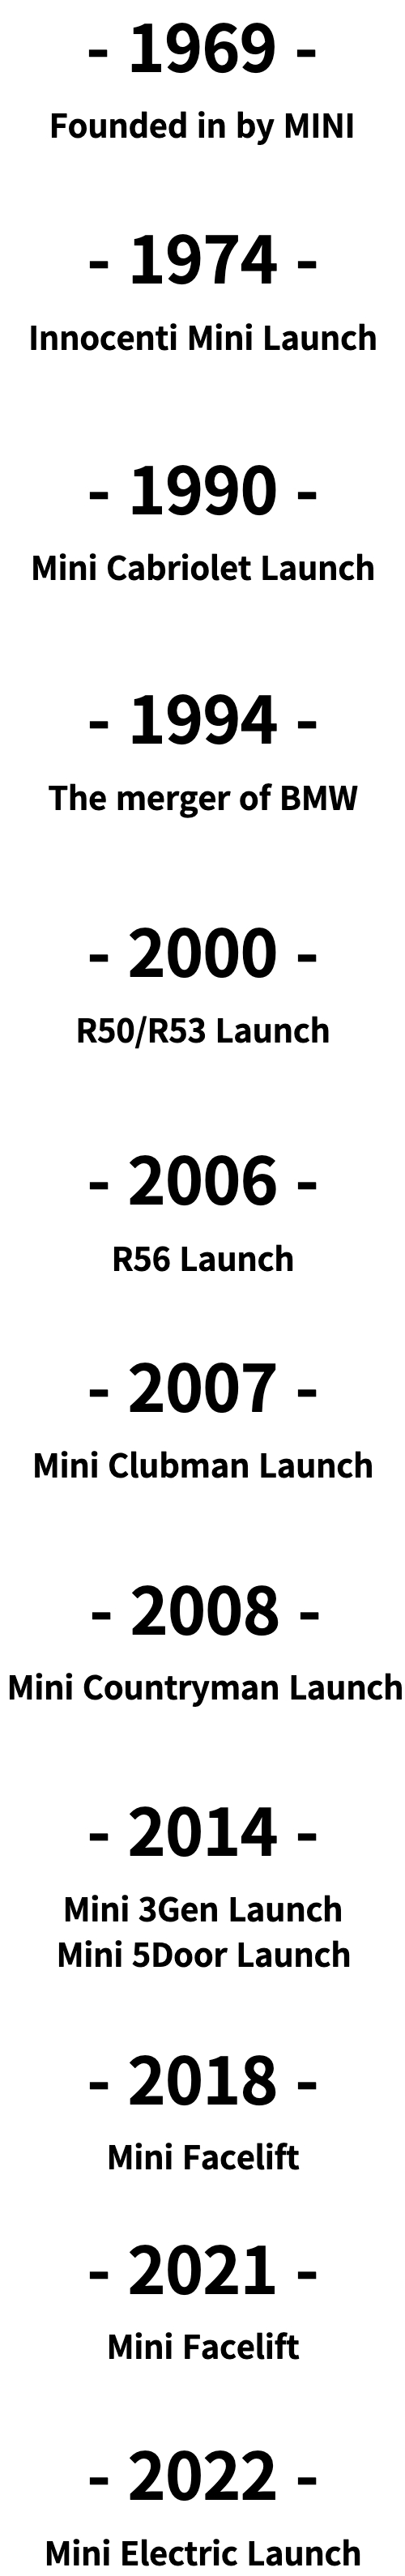 - 1969 -
Founded in by MINI
- 1974 -
Innocenti Mini Launch
- 1990 -
Mini Cabriolet Launch
- 1994 -
The merger of BMW
- 2000 -
R50/R53 Launch
- 2006 -
R56 Launch
- 2007 -
Mini Clubman Launch
- 2008 -
Mini Countryman Launch
- 2014 -
Mini 3Gen Launch
Mini 5Door Launch
- 2018 -
Mini Facelift
- 2021 -
Mini Facelift
- 2022 -
Mini Electric Launch